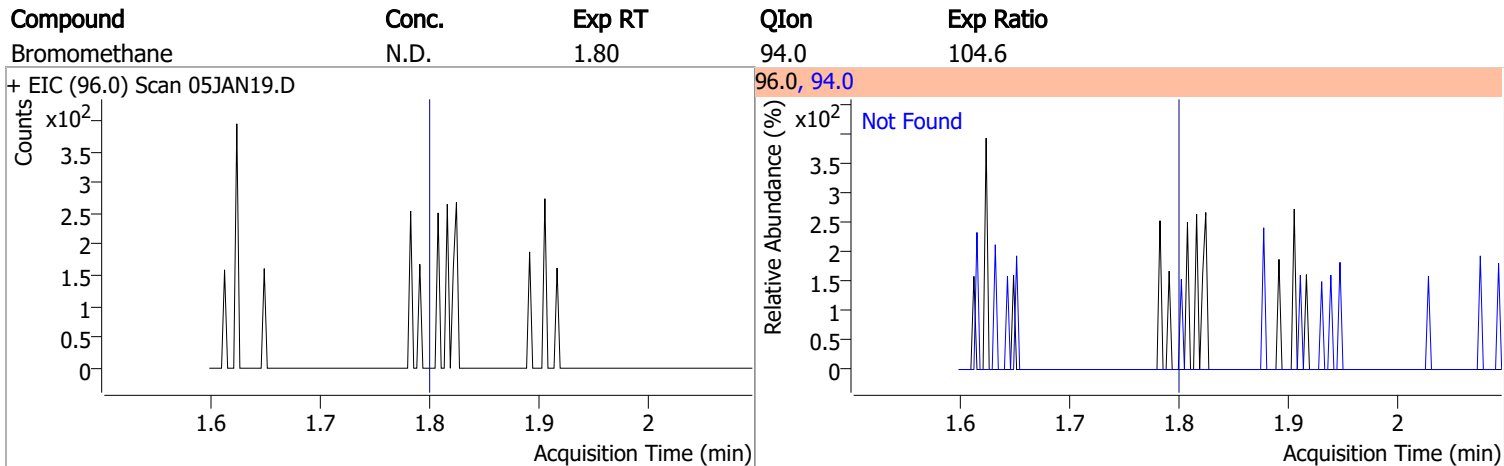 Compound Conc. Exp RT QIon Exp Ratio
Bromomethane N.D. 1.80 94.0 104.6
+ EIC (96.0) Scan 05JAN19.D
Counts
x10²
3.5
3
2.5
2
1.5
1
0.5
0
1.6 1.7 1.8 1.9 2
Acquisition Time (min)
96.0, 94.0
Relative Abundance (%)
x10²
Not Found
3.5
3
2.5
2
1.5
1
0.5
0
1.6 1.7 1.8 1.9 2
Acquisition Time (min)